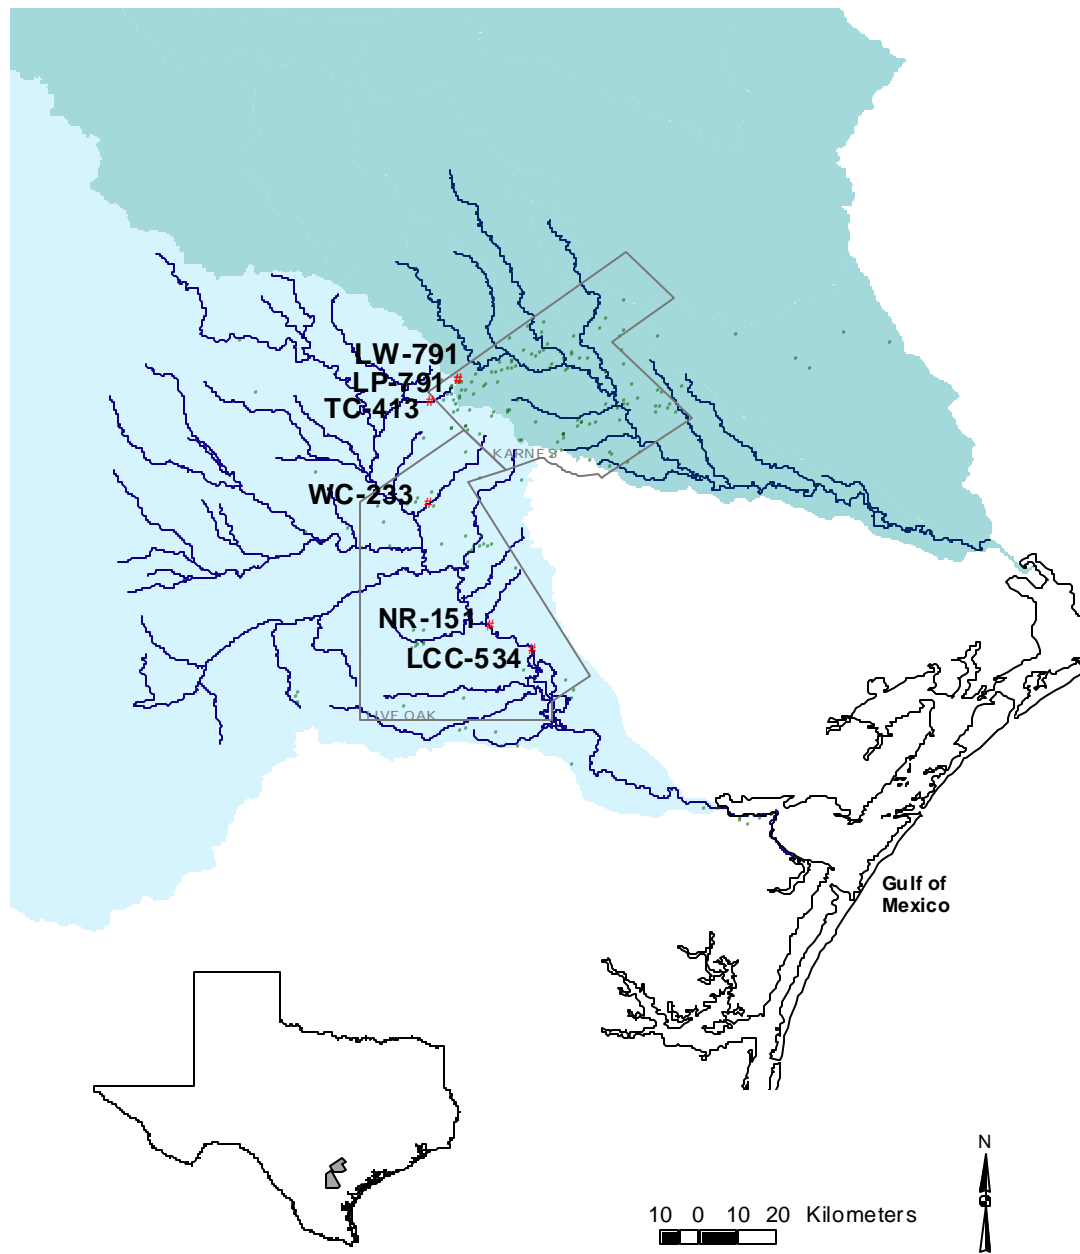 LW-791
LP-791
TC-413
KARNES
WC-233
NR-151
LCC-534
LIVE OAK
Gulf of
Mexico
N
10 0 10 20 Kilometers